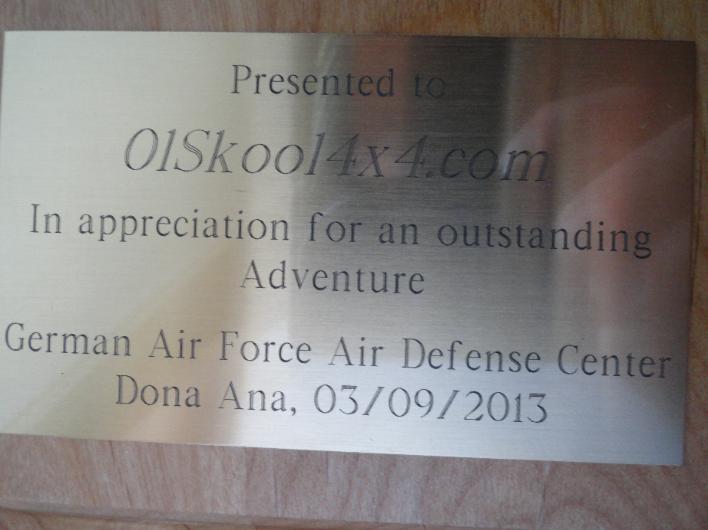 Presented to
OlSkool4x4.com
In appreciation for an outstanding
Adventure
German Air Force Air Defense Center
Dona Ana, 03/09/2013